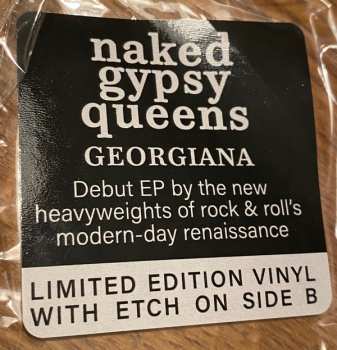 naked
gypsy
queens
GEORGIANA
Debut EP by the new
heavyweights of rock & roll's
modern-day renaissance
LIMITED EDITION VINYL
WITH ETCH ON SIDE B